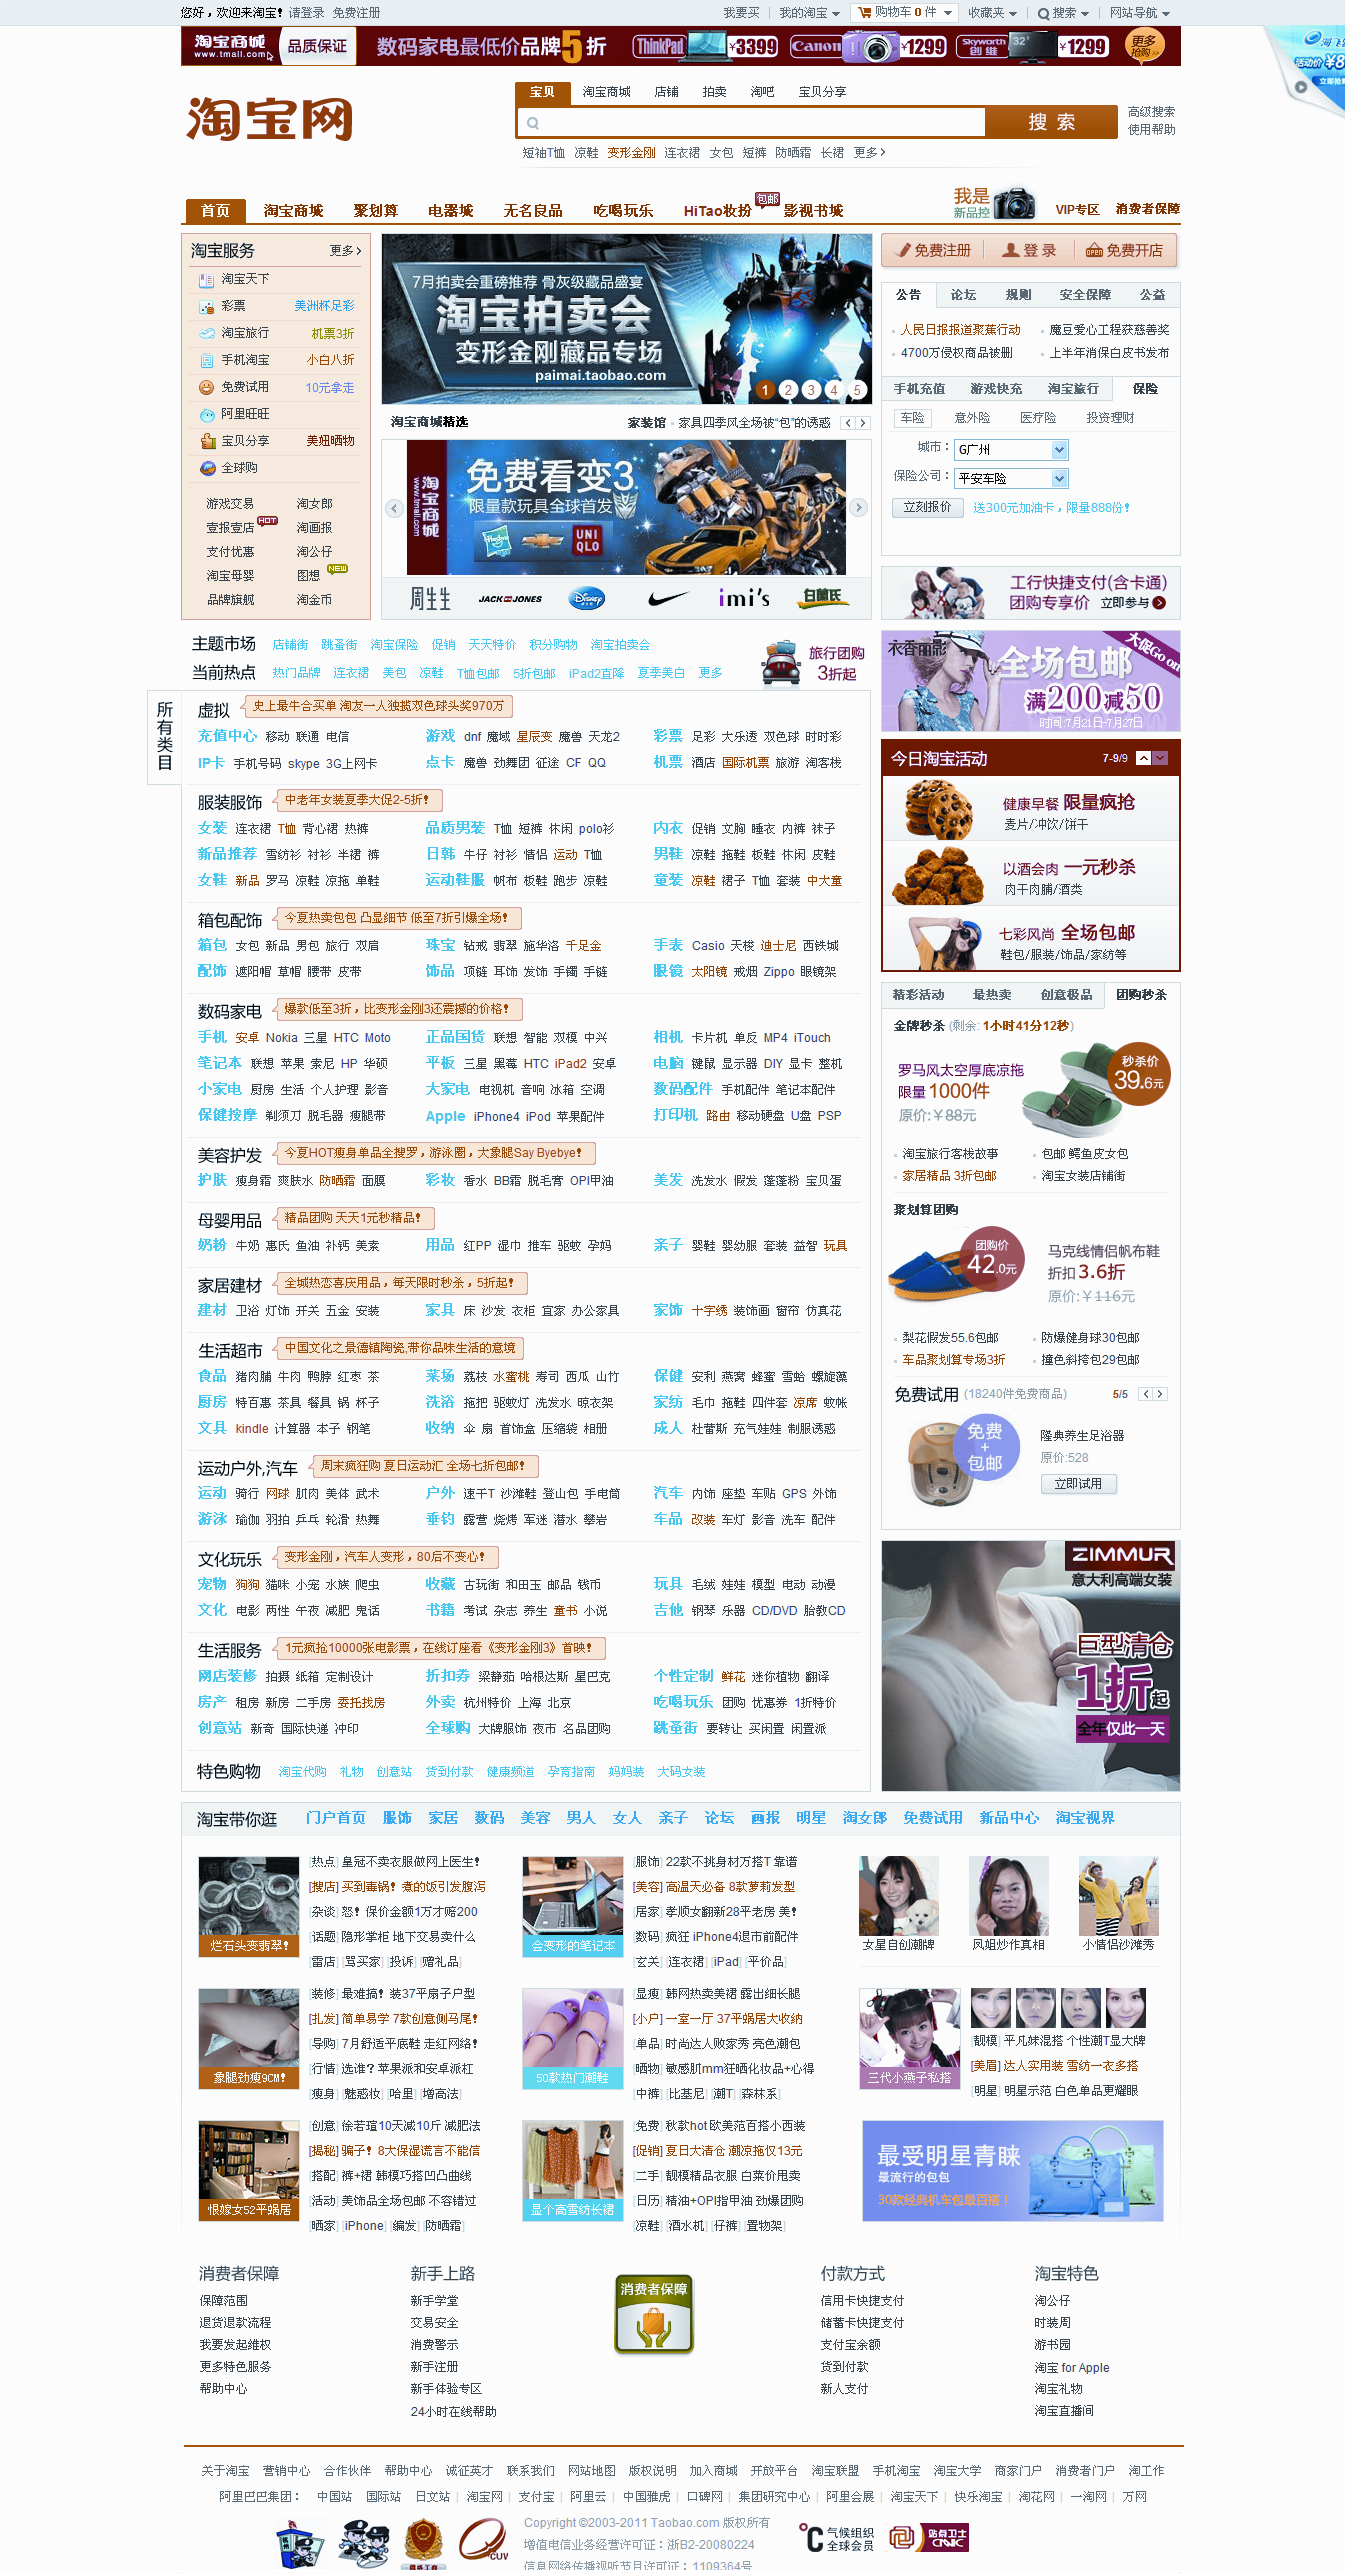 您好，欢迎来淘宝！ 请登录 免费注册
我要买 我的淘宝 购物车 0 件 收藏夹 搜索 网站导航
淘宝商城 www.tmall.com 品质保证 数码家电最低价品牌5折 ThinkPad ¥3399 Canon ¥1299 Skyworth 创维 32' ¥1299 更多抢购>>
淘宝网
宝贝 淘宝商城 店铺 拍卖 淘吧 宝贝分享
搜 索
高级搜索
使用帮助
短袖T恤 凉鞋 变形金刚 连衣裙 女包 短裤 防晒霜 长裙 更多
首页 淘宝商城 聚划算 电器城 无名良品 吃喝玩乐 HiTao妆扮 包邮 影视书城
我是新品控 VIP专区 消费者保障
淘宝服务 更多
淘宝天下
彩票 美洲杯足彩
淘宝旅行 机票3折
手机淘宝 小白八折
免费试用 10元拿走
阿里旺旺
宝贝分享 美妞晒物
全球购
游戏交易 淘女郎
壹报壹店 HOT 淘画报
支付优惠 淘公仔
淘宝母婴 图想 NEW
品牌旗舰 淘金币
7月拍卖会重磅推荐 骨灰级藏品盛宴
淘宝拍卖会
变形金刚藏品专场
paimai.taobao.com
1 2 3 4 5
淘宝商城精选 家装馆 家具四季风全场被“包”的诱惑
淘宝商城 www.tmall.com
免费看变3
限量款玩具全球首发
Hasbro UNIQLO
周生生 JACK&JONES Disney imi's 白蘭氏
免费注册 登 录 免费开店
公告 论坛 规则 安全保障 公益
人民日报报道聚蕉行动 魔豆爱心工程获慈善奖
4700万侵权商品被删 上半年消保白皮书发布
手机充值 游戏快充 淘宝旅行 保险
车险 意外险 医疗险 投资理财
城市： G广州
保险公司： 平安车险
立刻报价 送300元加油卡，限量888份！
工行快捷支付(含卡通)
团购专享价 立即参与
主题市场 店铺街 跳蚤街 淘宝保险 促销 天天特价 积分购物 淘宝拍卖会
当前热点 热门品牌 连衣裙 美包 凉鞋 T恤包邮 5折包邮 iPad2直降 夏季美白 更多
旅行团购
3折起
衣香丽影 全场包邮 大促Go on
满200减50
时间:7月21日-7月27日
所有类目
虚拟 史上最牛合买单 淘友一人独揽双色球头奖970万
充值中心 移动 联通 电信 游戏 dnf 魔域 星辰变 魔兽 天龙2 彩票 足彩 大乐透 双色球 时时彩
IP卡 手机号码 skype 3G上网卡 点卡 魔兽 劲舞团 征途 CF QQ 机票 酒店 国际机票 旅游 淘客栈
服装服饰 中老年女装夏季大促2-5折！
女装 连衣裙 T恤 背心裙 热裤 品质男装 T恤 短裤 休闲 polo衫 内衣 促销 文胸 睡衣 内裤 袜子
新品推荐 雪纺衫 衬衫 半裙 裤 日韩 牛仔 衬衫 情侣 运动 T恤 男鞋 凉鞋 拖鞋 板鞋 休闲 皮鞋
女鞋 新品 罗马 凉鞋 凉拖 单鞋 运动鞋服 帆布 板鞋 跑步 凉鞋 童装 凉鞋 裙子 T恤 套装 中大童
箱包配饰 今夏热卖包包 凸显细节 低至7折引爆全场！
箱包 女包 新品 男包 旅行 双肩 珠宝 钻戒 翡翠 施华洛 千足金 手表 Casio 天梭 迪士尼 西铁城
配饰 遮阳帽 草帽 腰带 皮带 饰品 项链 耳饰 发饰 手镯 手链 眼镜 太阳镜 戒烟 Zippo 眼镜架
数码家电 爆款低至3折，比变形金刚3还震撼的价格！
手机 安卓 Nokia 三星 HTC Moto 正品国货 联想 智能 双模 中兴 相机 卡片机 单反 MP4 iTouch
笔记本 联想 苹果 索尼 HP 华硕 平板 三星 黑莓 HTC iPad2 安卓 电脑 键鼠 显示器 DIY 显卡 整机
小家电 厨房 生活 个人护理 影音 大家电 电视机 音响 冰箱 空调 数码配件 手机配件 笔记本配件
保健按摩 剃须刀 脱毛器 瘦腿带 Apple iPhone4 iPod 苹果配件 打印机 路由 移动硬盘 U盘 PSP
美容护发 今夏HOT瘦身单品全搜罗，游泳圈，大象腿Say Byebye！
护肤 瘦身霜 爽肤水 防晒霜 面膜 彩妆 香水 BB霜 脱毛膏 OPI甲油 美发 洗发水 假发 蓬蓬粉 宝贝蛋
母婴用品 精品团购 天天1元秒精品！
奶粉 牛奶 惠氏 鱼油 补钙 美素 用品 红PP 湿巾 推车 驱蚊 孕妈 亲子 婴鞋 婴幼服 套装 益智 玩具
家居建材 全城热恋喜庆用品，每天限时秒杀，5折起！
建材 卫浴 灯饰 开关 五金 安装 家具 床 沙发 衣柜 宜家 办公家具 家饰 十字绣 装饰画 窗帘 仿真花
生活超市 中国文化之景德镇陶瓷,带你品味生活的意境
食品 猪肉脯 牛肉 鸭脖 红枣 茶 菜场 荔枝 水蜜桃 寿司 西瓜 山竹 保健 安利 燕窝 蜂蜜 雪蛤 螺旋藻
厨房 特百惠 茶具 餐具 锅 杯子 洗浴 拖把 驱蚊灯 洗发水 晾衣架 家纺 毛巾 拖鞋 四件套 凉席 蚊帐
文具 kindle 计算器 本子 钢笔 收纳 伞 扇 首饰盒 压缩袋 相册 成人 杜蕾斯 充气娃娃 制服诱惑
运动户外,汽车 周末疯狂购 夏日运动汇 全场七折包邮！
运动 骑行 网球 肌肉 美体 武术 户外 速干T 沙滩鞋 登山包 手电筒 汽车 内饰 座垫 车贴 GPS 外饰
游泳 瑜伽 羽拍 乒乓 轮滑 热舞 垂钓 露营 烧烤 军迷 潜水 攀岩 车品 改装 车灯 影音 洗车 配件
文化玩乐 变形金刚，汽车人变形，80后不变心！
宠物 狗狗 猫咪 小宠 水族 爬虫 收藏 古玩街 和田玉 邮品 钱币 玩具 毛绒 娃娃 模型 电动 动漫
文化 电影 两性 午夜 减肥 鬼话 书籍 考试 杂志 养生 童书 小说 吉他 钢琴 乐器 CD/DVD 胎教CD
生活服务 1元疯抢10000张电影票，在线订座看《变形金刚3》首映！
网店装修 拍摄 纸箱 定制设计 折扣券 梁静茹 哈根达斯 星巴克 个性定制 鲜花 迷你植物 翻译
房产 租房 新房 二手房 委托找房 外卖 杭州特价 上海 北京 吃喝玩乐 团购 优惠券 1折特价
创意站 新奇 国际快递 冲印 全球购 大牌服饰 夜市 名品团购 跳蚤街 要转让 买闲置 闲置派
特色购物 淘宝代购 礼物 创意站 货到付款 健康频道 孕育指南 妈妈装 大码女装
今日淘宝活动 7-9/9
健康早餐 限量疯抢
麦片/冲饮/饼干
以酒会肉 一元秒杀
肉干肉脯/酒类
七彩风尚 全场包邮
鞋包/服装/饰品/家纺等
精彩活动 最热卖 创意极品 团购秒杀
金牌秒杀 (剩余: 1小时41分12秒)
罗马风太空厚底凉拖
限量 1000件
原价:￥88元
秒杀价 39.6元
淘宝旅行客栈故事 包邮 鳄鱼皮女包
家居精品 3折包邮 淘宝女装店铺街
聚划算团购
团购价 42.0元
马克线情侣帆布鞋
折扣 3.6折
原价:￥116元
梨花假发55.6包邮 防爆健身球30包邮
车品聚划算专场3折 撞色斜挎包29包邮
免费试用 (18240件免费商品) 5/5
免费+包邮
隆典养生足浴器
原价:528
立即试用
ZIMMUR
意大利高端女装
巨型清仓
1折起
全年仅此一天
淘宝带你逛 门户首页 服饰 家居 数码 美容 男人 女人 亲子 论坛 画报 明星 淘女郎 免费试用 新品中心 淘宝视界
烂石头变翡翠！
[热点] 皇冠不卖衣服做网上医生！
[搜店] 买到毒锅！煮的饭引发腹泻
[杂谈] 怒！保价金额1万才赔200
[话题] 隐形掌柜 地下交易卖什么
[雷店] [骂买家] [投诉] [赠礼品]
会变形的笔记本
[服饰] 22款不挑身材万搭T 靠谱
[美容] 高温天必备 8款萝莉发型
[居家] 孝顺女翻新28平老房 美！
[数码] 疯狂 iPhone4退市前配件
[玄关] [连衣裙] [iPad] [平价品]
女星自创潮牌 凤姐炒作真相 小情侣沙滩秀
象腿劲瘦9CM！
[装修] 最难搞！装37平扇子户型
[扎发] 简单易学 7款创意侧马尾！
[导购] 7月舒适平底鞋 走红网络！
[行情] 选谁？苹果派和安卓派杠
[瘦身] [魅惑妆] [哈里] [增高法]
50款热门潮鞋
[显瘦] 韩网热卖美裙 露出细长腿
[小户] 一室一厅 37平蜗居大收纳
[单品] 时尚达人败家秀 亮色潮包
[晒物] 敏感肌mm狂晒化妆品+心得
[中裤] [比基尼] [潮T] [森林系]
三代小燕子私搭
[靓模] 平凡妹混搭 个性潮T显大牌
[美眉] 达人实用装 雪纺一衣多搭
[明星] 明星示范 白色单品更耀眼
恨嫁女52平蜗居
[创意] 徐若瑄10天减10斤 减肥法
[揭秘] 骗子！8大保湿谎言不能信
[搭配] 裤+裙 韩模巧搭凹凸曲线
[活动] 美饰品全场包邮 不容错过
[晒家] [iPhone] [编发] [防晒霜]
显个高雪纺长裙
[免费] 秋款hot 欧美范百搭小西装
[促销] 夏日大清仓 潮凉拖仅13元
[二手] 靓模精品衣服 白菜价甩卖
[日历] 精油+OPI指甲油 劲爆团购
[凉鞋] [酒水机] [仔裤] [置物架]
最受明星青睐
最流行的包包
30款经典机车包最百搭！
消费者保障 新手上路 消费者保障 付款方式 淘宝特色
保障范围 新手学堂 信用卡快捷支付 淘公仔
退货退款流程 交易安全 储蓄卡快捷支付 时装周
我要发起维权 消费警示 支付宝余额 游书园
更多特色服务 新手注册 货到付款 淘宝 for Apple
帮助中心 新手体验专区 新人支付 淘宝礼物
24小时在线帮助 淘宝直播间
关于淘宝 营销中心 合作伙伴 帮助中心 诚征英才 联系我们 网站地图 版权说明 加入商城 开放平台 淘宝联盟 手机淘宝 淘宝大学 商家门户 消费者门户 淘工作
阿里巴巴集团： 中国站 国际站 日文站 | 淘宝网 | 支付宝 | 阿里云 | 中国雅虎 | 口碑网 | 集团研究中心 | 阿里会展 | 淘宝天下 | 快乐淘宝 | 淘花网 | 一淘网 | 万网
Copyright ©2003-2011 Taobao.com 版权所有
增值电信业务经营许可证：浙B2-20080224
信息网络传播视听节目许可证：1109364号
气候组织
全球会员
站务卫士 CNNIC